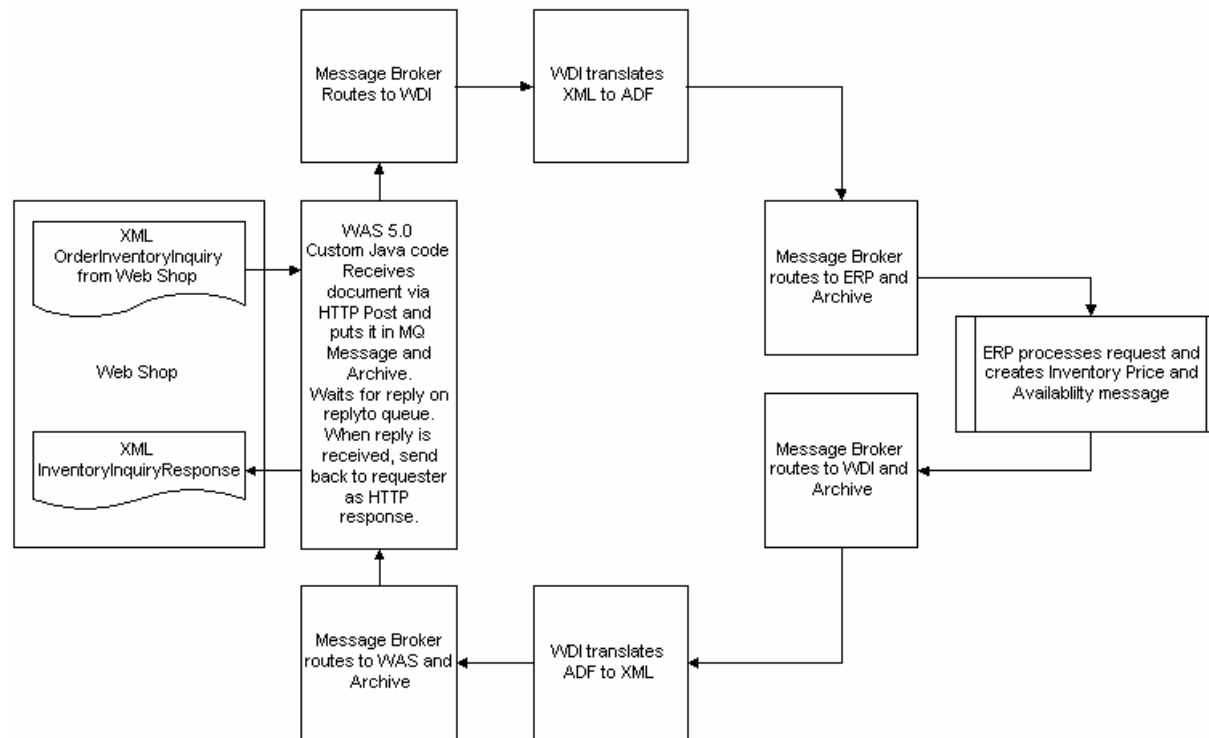 Message Broker
Routes to WDI
WDI translates
XML to ADF
XML
OrderInventoryInquiry
from Web Shop
Web Shop
XML
InventoryInquiryResponse
WAS 5.0
Custom Java code
Receives
document via
HTTP Post and
puts it in MQ
Message and
Archive.
Waits for reply on
replyto queue.
When reply is
received, send
back to requester
as HTTP
response.
Message Broker
routes to ERP and
Archive
ERP processes request and
creates Inventory Price and
Availablilty message
Message Broker
routes to WDI and
Archive
Message Broker
routes to WAS and
Archive
WDI translates
ADF to XML